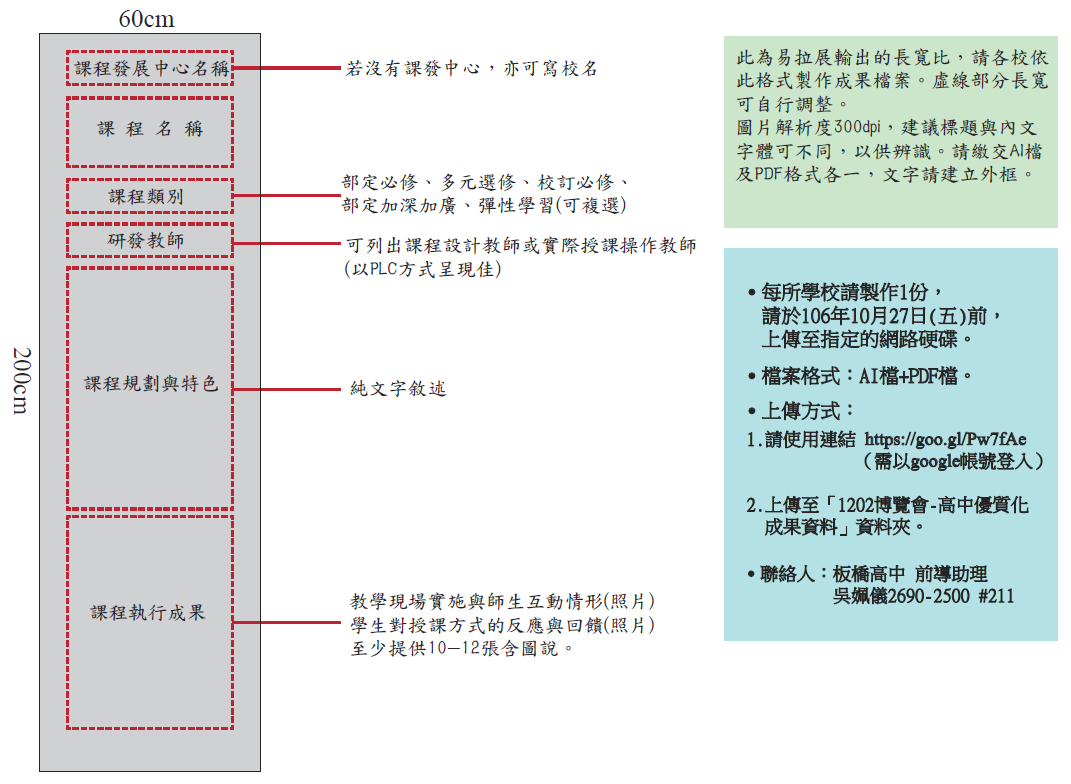 60cm
200cm
課程發展中心名稱
若沒有課發中心，亦可寫校名
課程名稱
課程類別
部定必修、多元選修、校訂必修、
部定加深加廣、彈性學習(可複選)
研發教師
可列出課程設計教師或實際授課操作教師
(以PLC方式呈現佳)
課程規劃與特色
純文字敘述
課程執行成果
教學現場實施與師生互動情形(照片)
學生對授課方式的反應與回饋(照片)
至少提供10－12張含圖說。
此為易拉展輸出的長寬比，請各校依
此格式製作成果檔案。虛線部分長寬
可自行調整。
圖片解析度300dpi，建議標題與內文
字體可不同，以供辨識。請繳交AI檔
及PDF格式各一，文字請建立外框。
•每所學校請製作1份，
請於106年10月27日(五)前，
上傳至指定的網路硬碟。
•檔案格式：AI檔+PDF檔。
•上傳方式：
1.請使用連結 https://goo.gl/Pw7fAe
（需以google帳號登入）
2.上傳至「1202博覽會-高中優質化
成果資料」資料夾。
•聯絡人：板橋高中 前導助理
吳姵儀2690-2500 #211